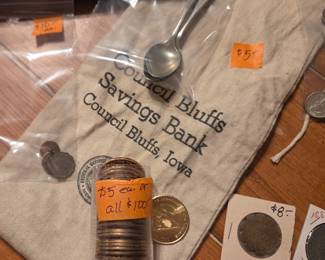 $5
Council Bluffs
Savings Bank
Council Bluffs, Iowa
$5 ea. or
all $100
$8-